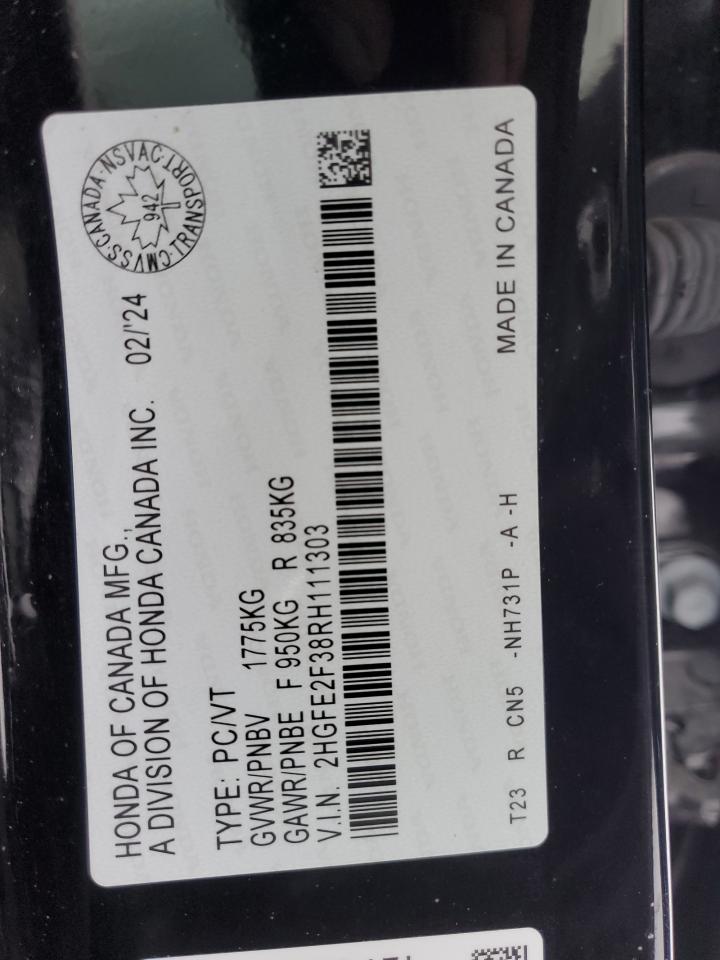 HONDA OF CANADA MFG.,
A DIVISION OF HONDA CANADA INC. 02/'24
CMVSS·CANADA·NSVAC·TRANSPORT
942
TYPE: PC/VT
GVWR/PNBV 1775KG
GAWR/PNBE F 950KG R 835KG
V.I.N. 2HGFE2F38RH111303
T23 R CN5 -NH731P -A -H MADE IN CANADA